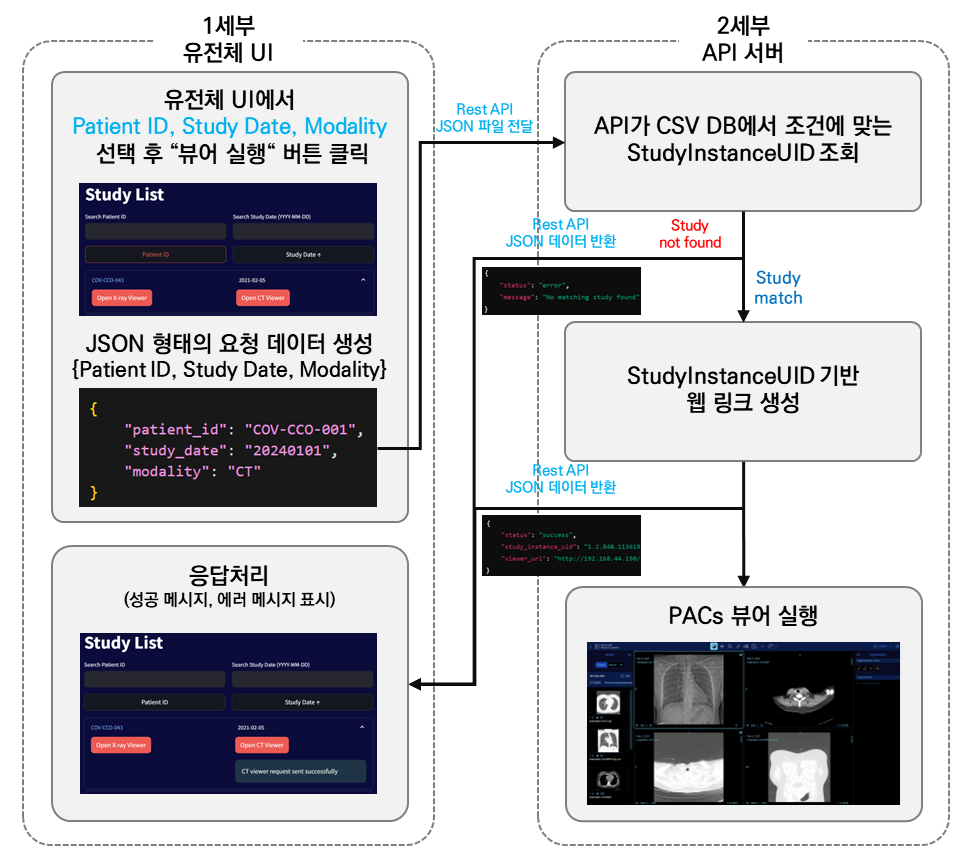 1세부
유전체 UI
유전체 UI에서
Patient ID, Study Date, Modality
선택 후 “뷰어 실행“ 버튼 클릭
Study List
Search Patient ID
Search Study Date (YYYY-MM-DD)
Patient ID
Study Date ↑
COV-CCO-043
2021-02-05
Open X-ray Viewer
Open CT Viewer
JSON 형태의 요청 데이터 생성
{Patient ID, Study Date, Modality}
{
"patient_id": "COV-CCO-001",
"study_date": "20240101",
"modality": "CT"
}
Rest API
JSON 파일 전달
2세부
API 서버
API가 CSV DB에서 조건에 맞는
StudyInstanceUID 조회
Rest API
JSON 데이터 반환
Study
not found
{
"status": "error",
"message": "No matching study found"
}
Study
match
StudyInstanceUID 기반
웹 링크 생성
Rest API
JSON 데이터 반환
{
"status": "success",
"study_instance_uid": "1.2.840.113619
"viewer_url": "http://192.168.44.190/
}
응답처리
(성공 메시지, 에러 메시지 표시)
Study List
Search Patient ID
Search Study Date (YYYY-MM-DD)
Patient ID
Study Date ↑
COV-CCO-043
2021-02-05
Open X-ray Viewer
Open CT Viewer
CT viewer request sent successfully
PACs 뷰어 실행